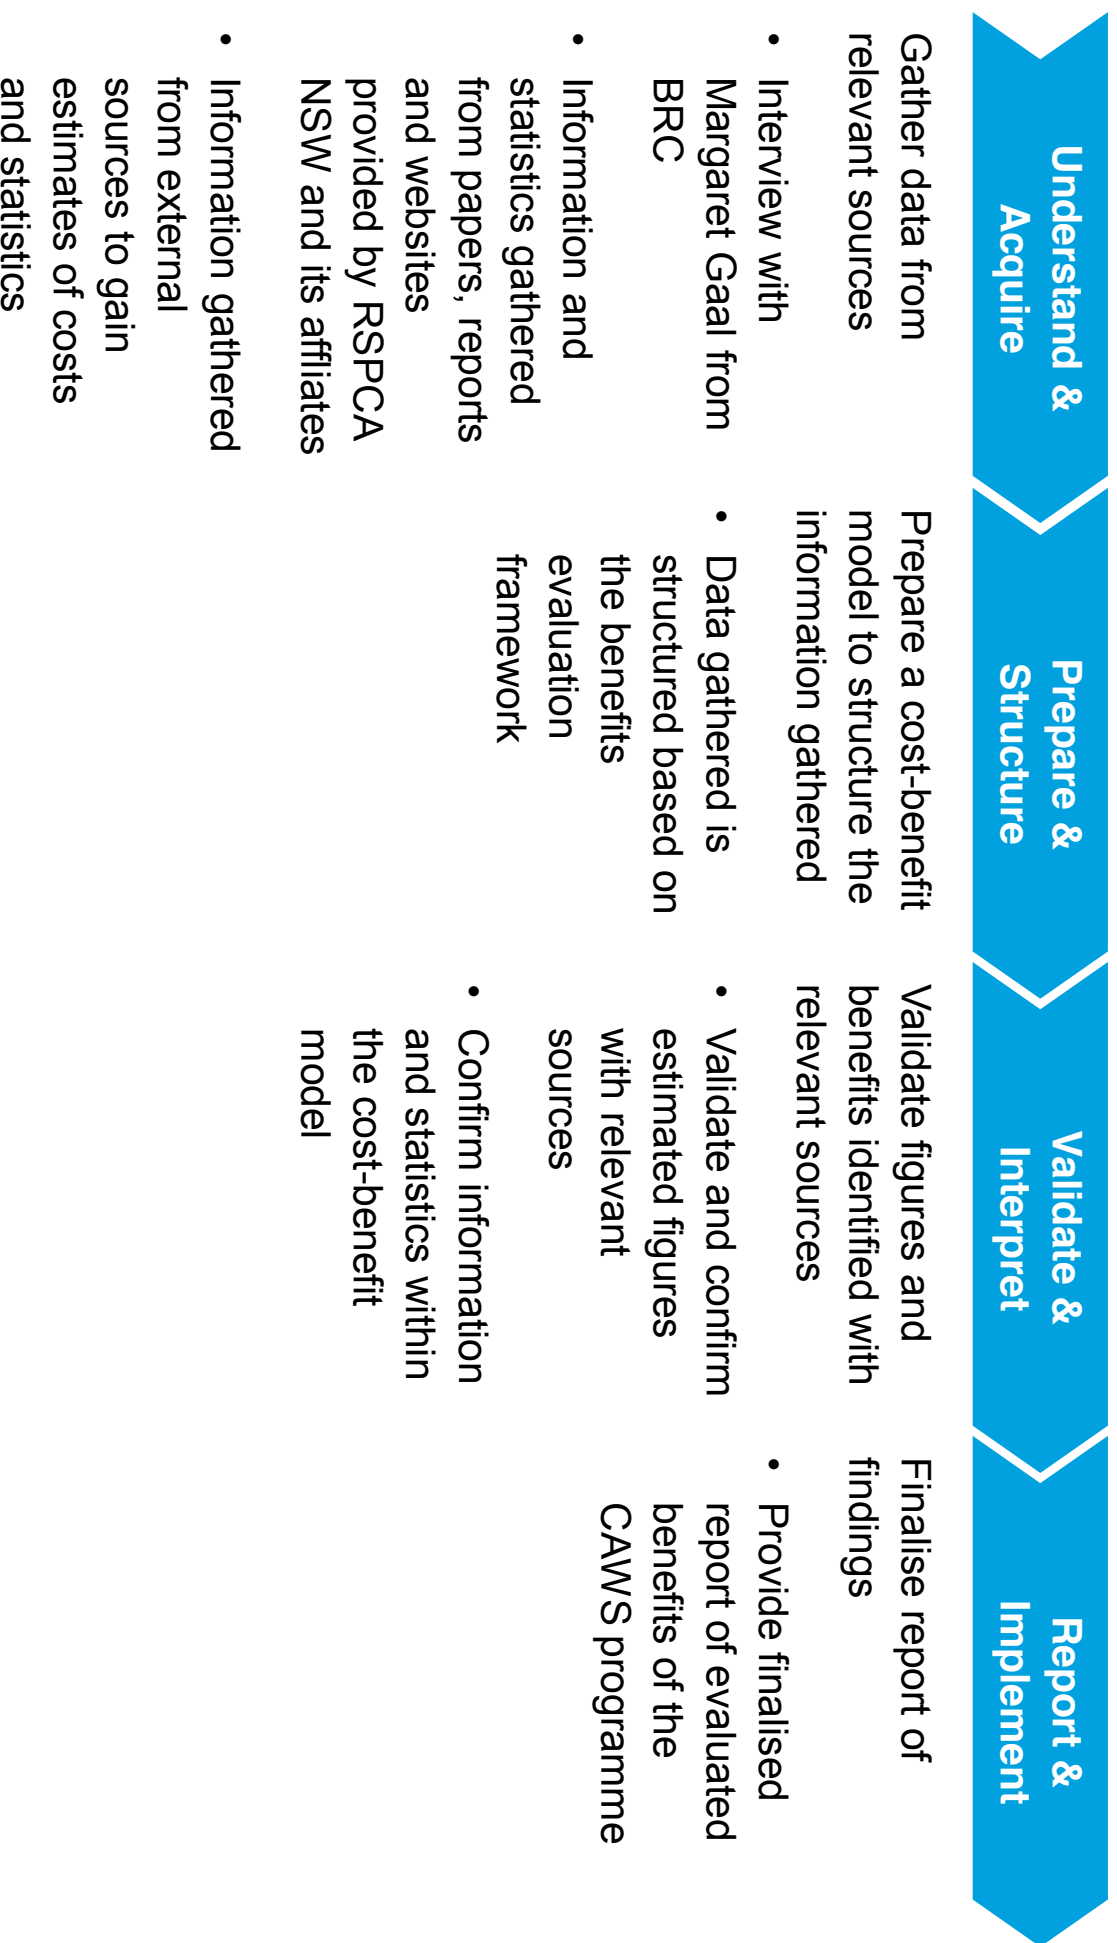 Understand &
Acquire
Gather data from
relevant sources
• Interview with
Margaret Gaal from
BRC
• Information and
statistics gathered
from papers, reports
and websites
provided by RSPCA
NSW and its affliates
• Information gathered
from external
sources to gain
estimates of costs
and statistics
Prepare &
Structure
Prepare a cost-benefit
model to structure the
information gathered
• Data gathered is
structured based on
the benefits
evaluation
framework
Validate &
Interpret
Validate figures and
benefits identified with
relevant sources
• Validate and confirm
estimated figures
with relevant
sources
• Confirm information
and statistics within
the cost-benefit
model
Report &
Implement
Finalise report of
findings
• Provide finalised
report of evaluated
benefits of the
CAWS programme